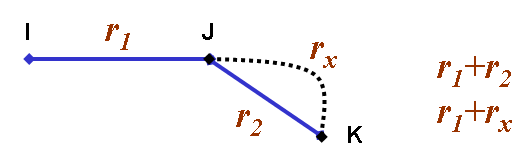 I r₁ J rₓ
r₂ K
r₁+r₂
r₁+rₓ